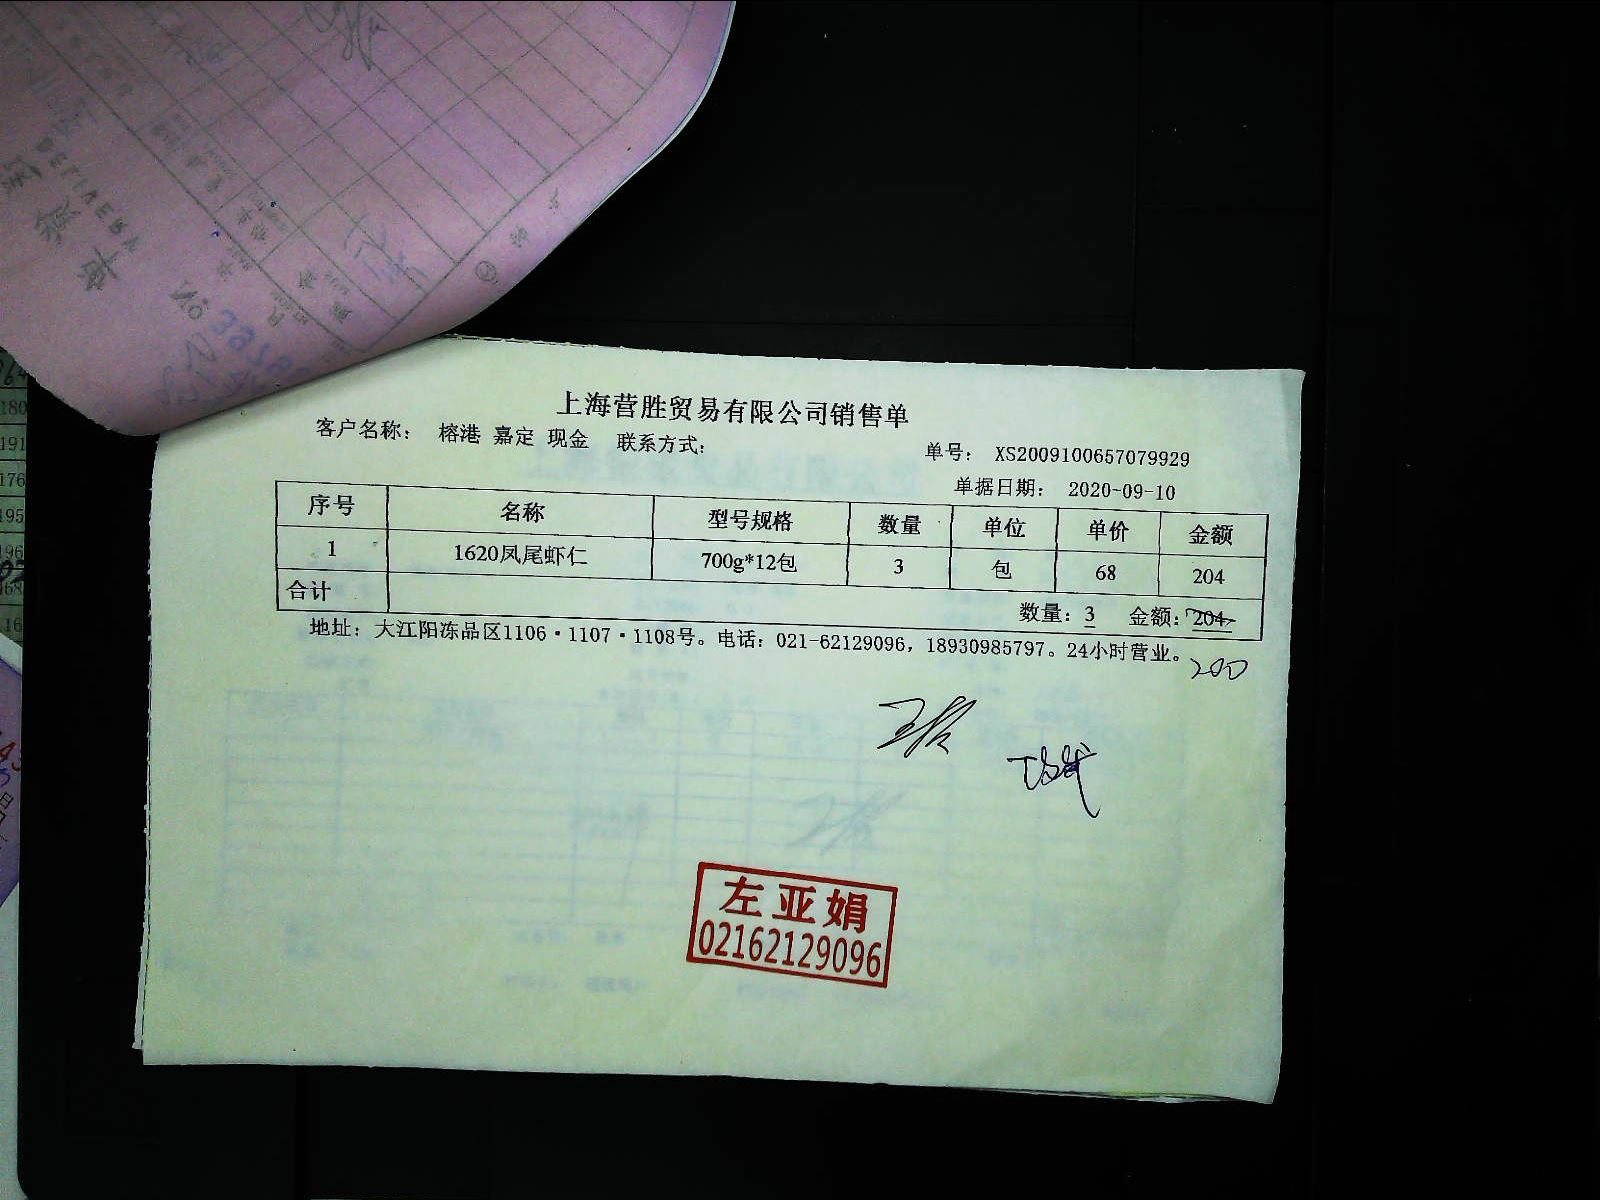 上海营胜贸易有限公司销售单
客户名称： 榕港 嘉定 现金 联系方式：
单号： XS2009100657079929
单据日期： 2020-09-10
序号 名称 型号规格 数量 单位 单价 金额
1 1620凤尾虾仁 700g*12包 3 包 68 204
合计 数量：3 金额：204
地址：大江阳冻品区1106·1107·1108号。电话：021-62129096，18930985797。24小时营业。
200
左亚娟
02162129096